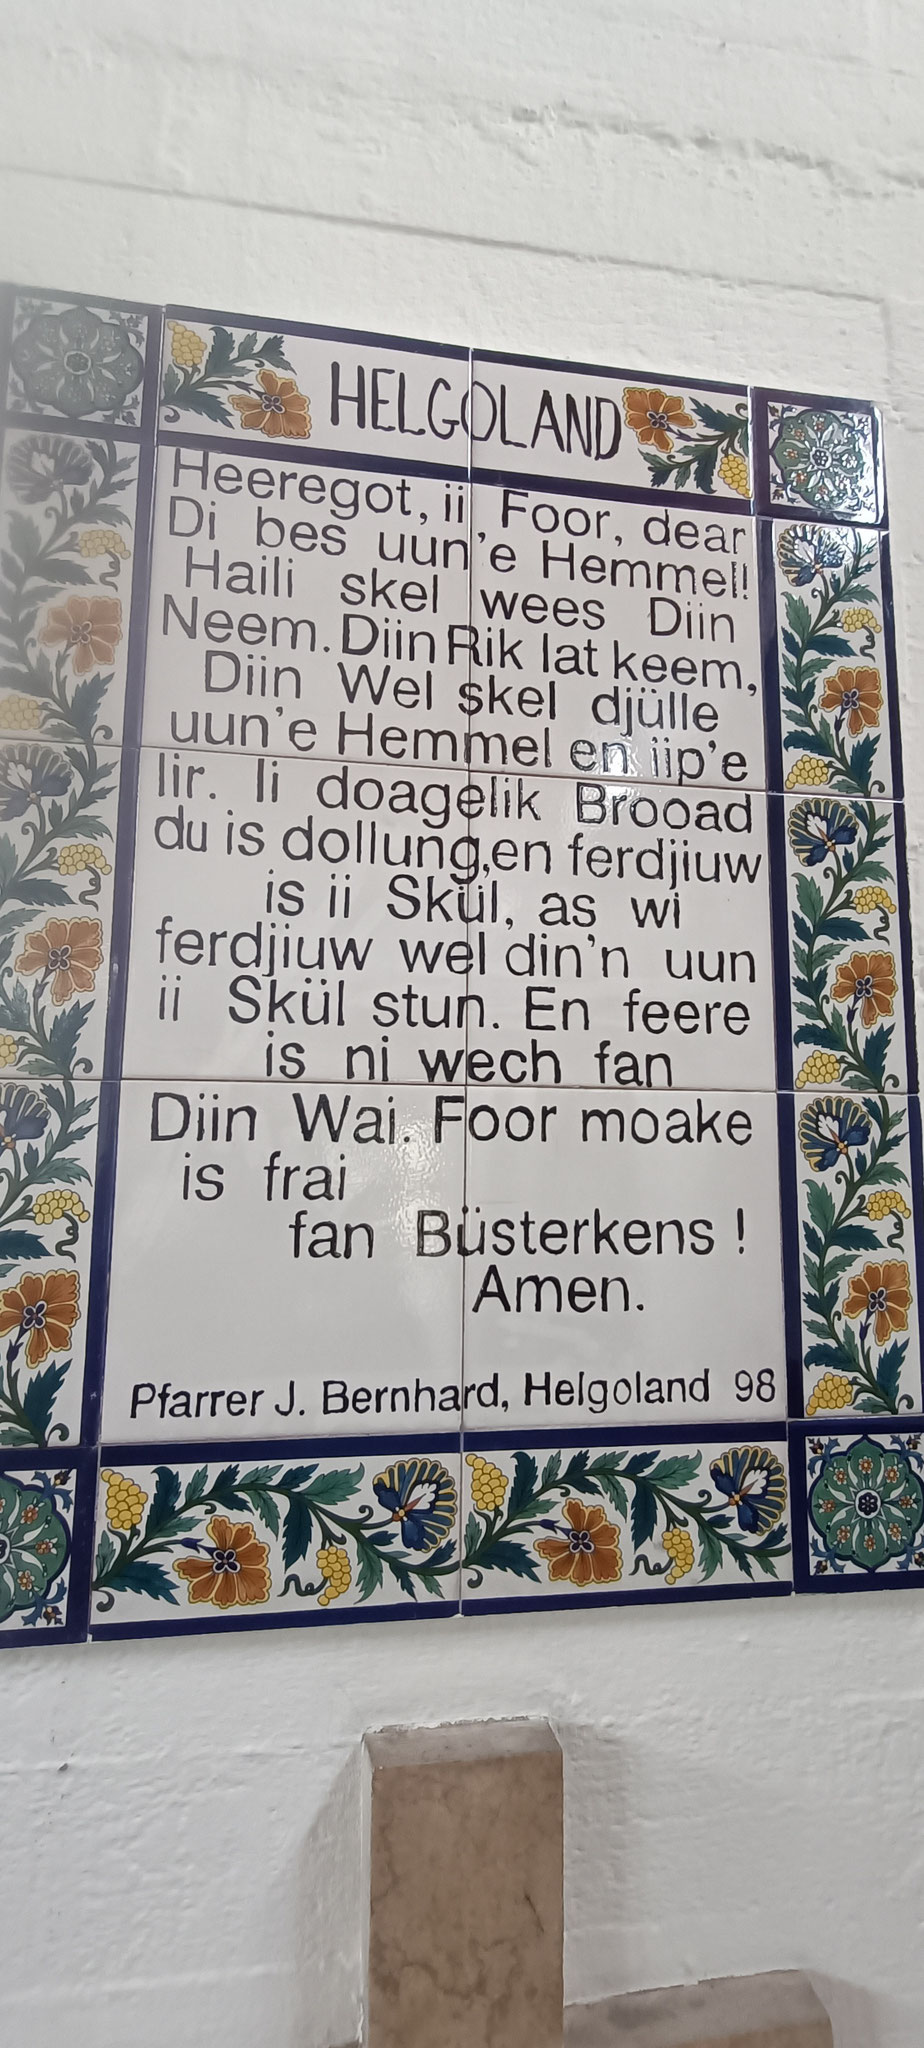 HELGOLAND
Heeregot, ii Foor, dear
Di bes uun'e Hemmel!
Haili skel wees Diin
Neem. Diin Rik lat keem,
Diin Wel skel djülle
uun'e Hemmel en iip'e
Iir. Ii doagelik Brooad
du is dollung,en ferdjiuw
is ii Skül, as wi
ferdjiuw wel din'n uun
ii Skül stun. En feere
is ni wech fan
Diin Wai. Foor moake
is frai
fan Büsterkens !
Amen.
Pfarrer J. Bernhard, Helgoland 98